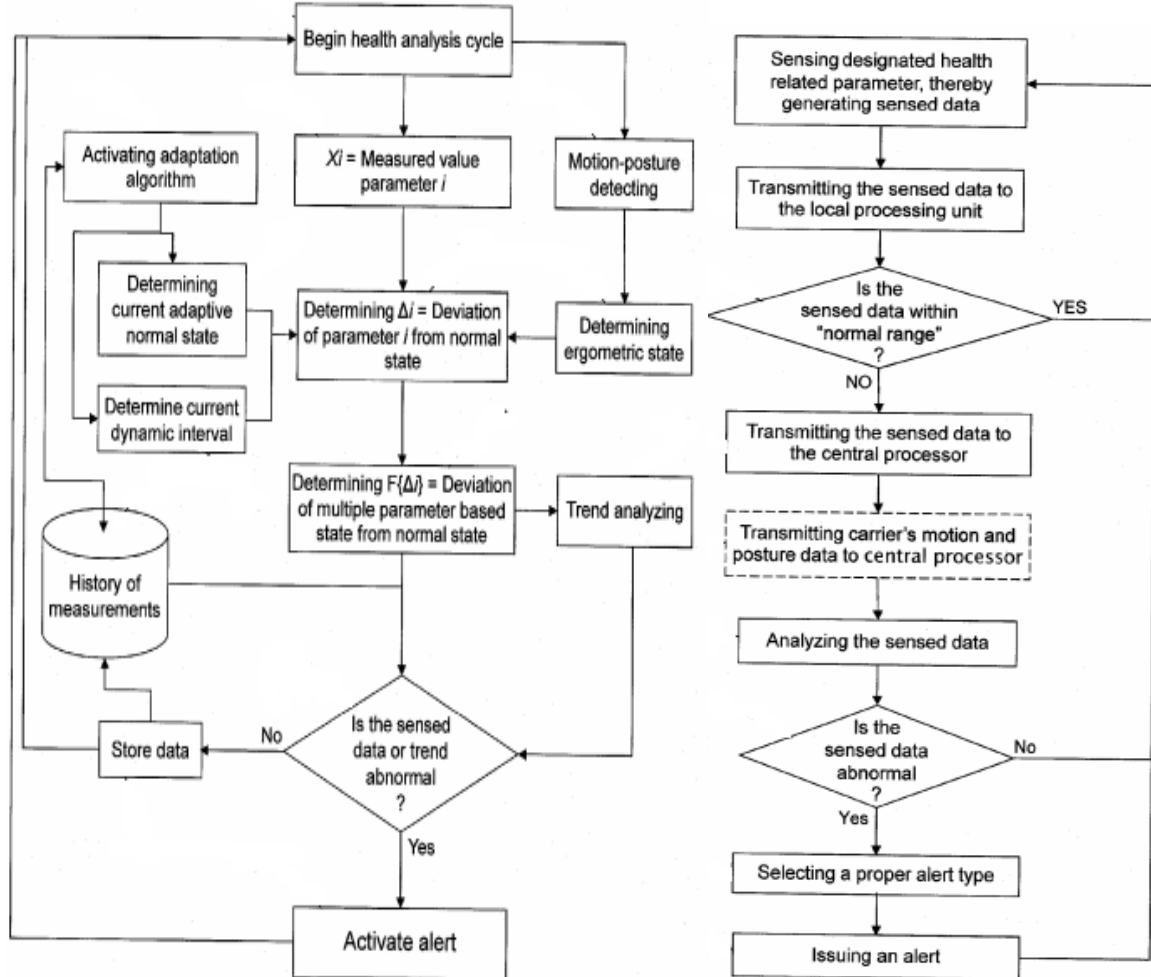 Begin health analysis cycle
Activating adaptation
algorithm
Xi = Measured value
parameter i
Motion-posture
detecting
Determining
current adaptive
normal state
Determining Δi = Deviation
of parameter i from normal
state
Determining
ergometric state
Determine current
dynamic interval
Determining F{Δi} = Deviation
of multiple parameter based
state from normal state
Trend analyzing
History of
measurements
Is the sensed
data or trend
abnormal
?
No
Store data
Yes
Activate alert
Sensing designated health
related parameter, thereby
generating sensed data
Transmitting the sensed data to
the local processing unit
Is the
sensed data within
"normal range"
?
YES
NO
Transmitting the sensed data to
the central processor
Transmitting carrier's motion and
posture data to central processor
Analyzing the sensed data
Is the
sensed data
abnormal
?
No
Yes
Selecting a proper alert type
Issuing an alert